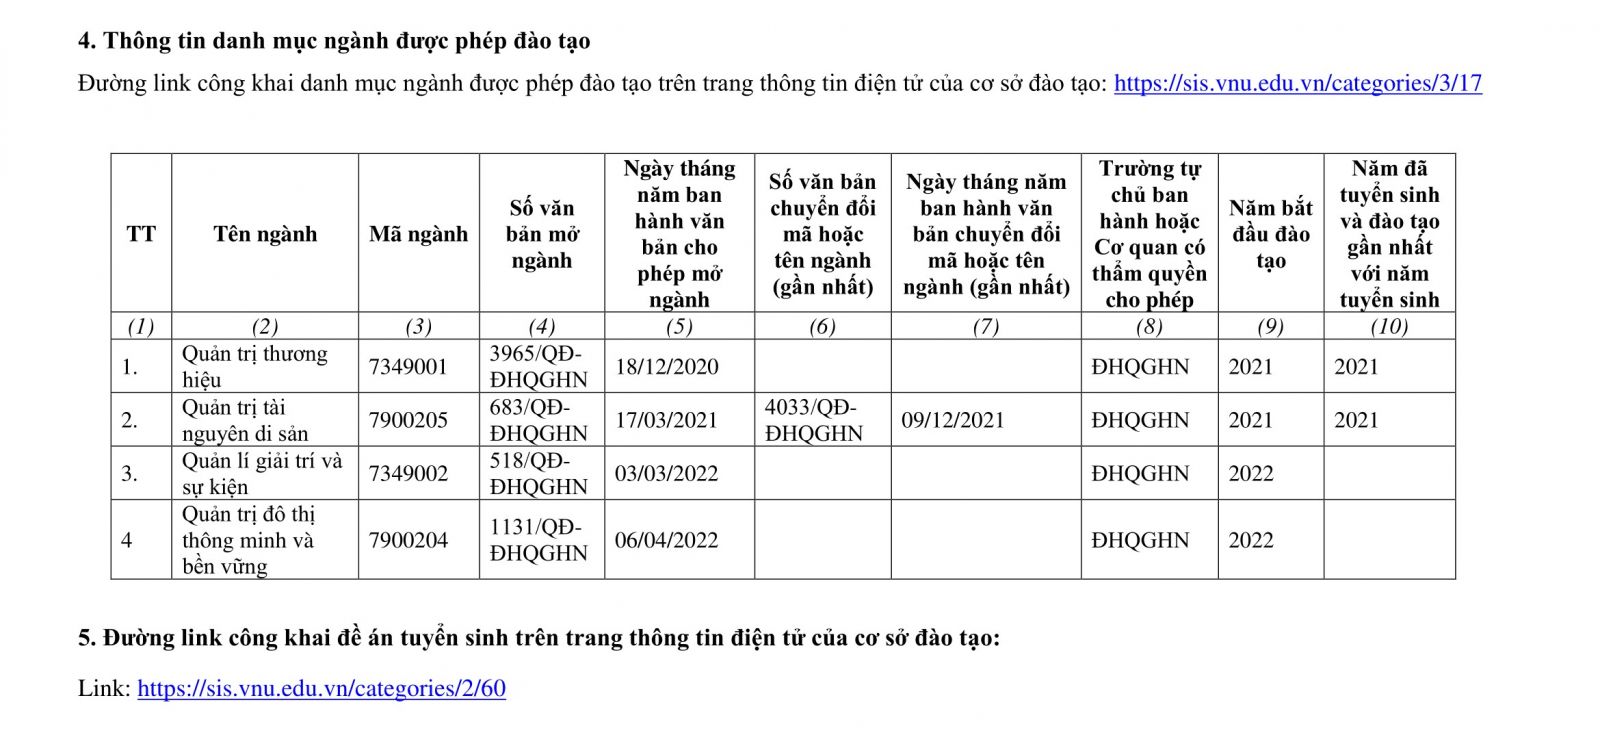 4. Thông tin danh mục ngành được phép đào tạo
Đường link công khai danh mục ngành được phép đào tạo trên trang thông tin điện tử của cơ sở đào tạo: https://sis.vnu.edu.vn/categories/3/17
TT
Tên ngành
Mã ngành
Số văn
bản mở
ngành
Ngày tháng
năm ban
hành văn
bản cho
phép mở
ngành
Số văn bản
chuyển đổi
mã hoặc
tên ngành
(gần nhất)
Ngày tháng năm
ban hành văn
bản chuyển đổi
mã hoặc tên
ngành (gần nhất)
Trường tự
chủ ban
hành hoặc
Cơ quan có
thẩm quyền
cho phép
Năm bắt
đầu đào
tạo
Năm đã
tuyển sinh
và đào tạo
gần nhất
với năm
tuyển sinh
(1) (2) (3) (4) (5) (6) (7) (8) (9) (10)
1.
Quản trị thương
hiệu
7349001
3965/QĐ-
ĐHQGHN
18/12/2020
ĐHQGHN
2021
2021
2.
Quản trị tài
nguyên di sản
7900205
683/QĐ-
ĐHQGHN
17/03/2021
4033/QĐ-
ĐHQGHN
09/12/2021
ĐHQGHN
2021
2021
3.
Quản lí giải trí và
sự kiện
7349002
518/QĐ-
ĐHQGHN
03/03/2022
ĐHQGHN
2022
4
Quản trị đô thị
thông minh và
bền vững
7900204
1131/QĐ-
ĐHQGHN
06/04/2022
ĐHQGHN
2022
5. Đường link công khai đề án tuyển sinh trên trang thông tin điện tử của cơ sở đào tạo:
Link: https://sis.vnu.edu.vn/categories/2/60